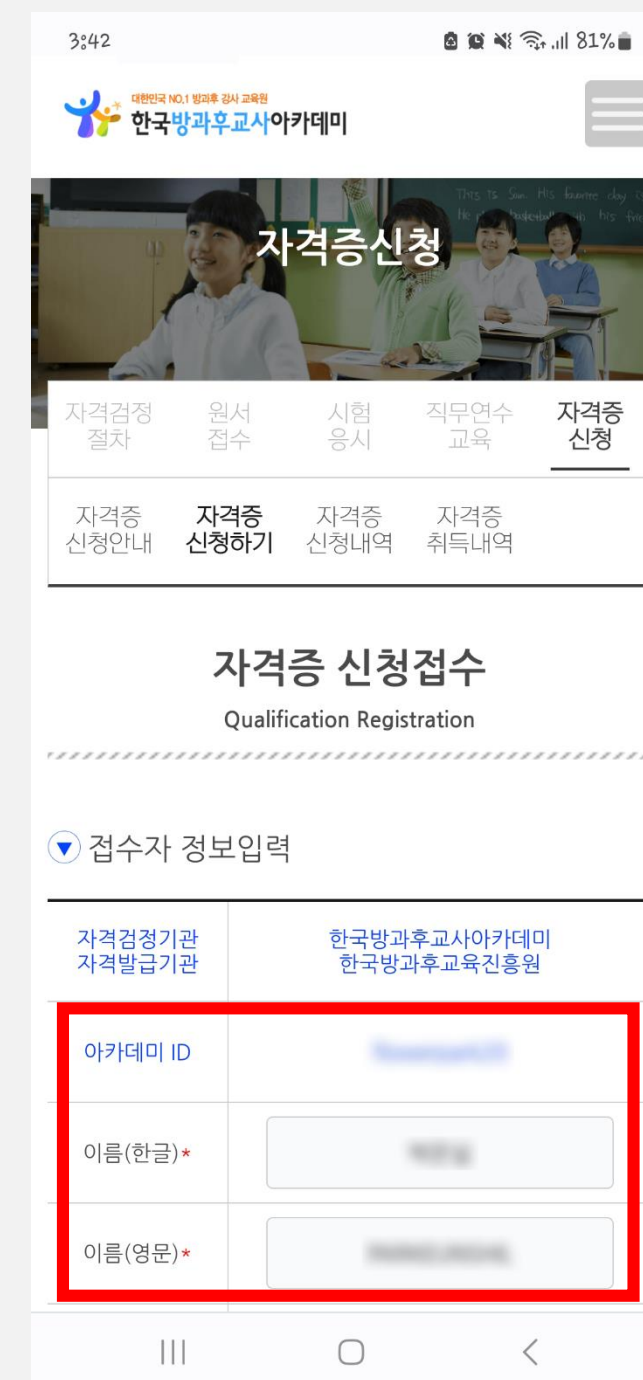 3:42
81%
대한민국 NO.1 방과후 강사 교육원
한국방과후교사아카데미
This is Sun. His favorite day is
자격증신청
자격검정 절차
원서 접수
시험 응시
직무연수 교육
자격증 신청
자격증 신청안내
자격증 신청하기
자격증 신청내역
자격증 취득내역
자격증 신청접수
Qualification Registration
접수자 정보입력
자격검정기관
자격발급기관
한국방과후교사아카데미
한국방과후교육진흥원
아카데미 ID
이름(한글)*
이름(영문)*